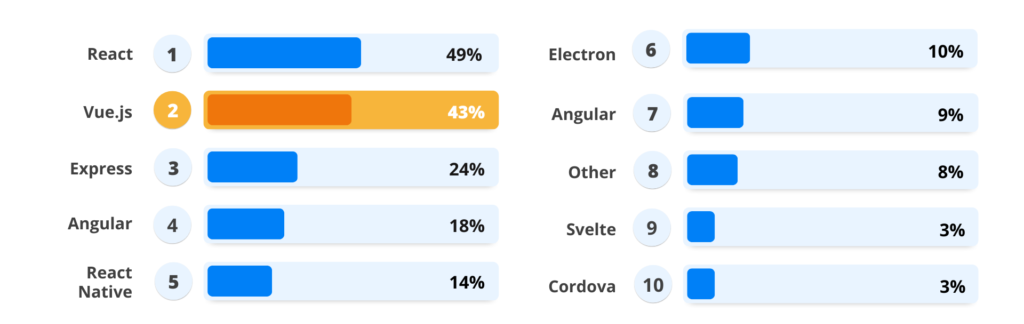 React 1 49%
Vue.js 2 43%
Express 3 24%
Angular 4 18%
React
Native 5 14%
Electron 6 10%
Angular 7 9%
Other 8 8%
Svelte 9 3%
Cordova 10 3%